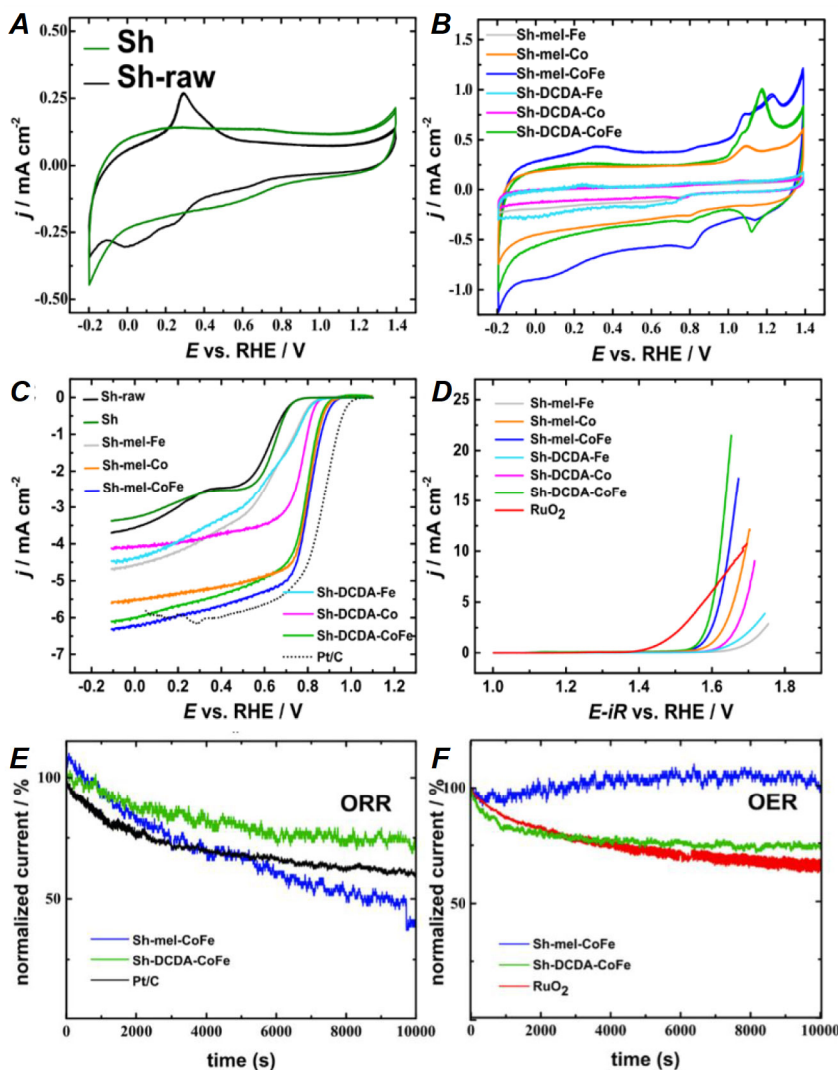 A
Sh
Sh-raw
0.50
0.25
0.00
-0.25
-0.50
j / mA cm-2
-0.2 0.0 0.2 0.4 0.6 0.8 1.0 1.2 1.4
E vs. RHE / V
B
Sh-mel-Fe
Sh-mel-Co
Sh-mel-CoFe
Sh-DCDA-Fe
Sh-DCDA-Co
Sh-DCDA-CoFe
1.5
1.0
0.5
0.0
-0.5
-1.0
j / mA cm-2
-0.2 0.0 0.2 0.4 0.6 0.8 1.0 1.2 1.4
E vs. RHE / V
C
Sh-raw
Sh
Sh-mel-Fe
Sh-mel-Co
Sh-mel-CoFe
Sh-DCDA-Fe
Sh-DCDA-Co
Sh-DCDA-CoFe
Pt/C
0
-1
-2
-3
-4
-5
-6
-7
j / mA cm-2
-0.1 0.0 0.2 0.4 0.6 0.8 1.0 1.2
E vs. RHE / V
D
Sh-mel-Fe
Sh-mel-Co
Sh-mel-CoFe
Sh-DCDA-Fe
Sh-DCDA-Co
Sh-DCDA-CoFe
RuO2
25
20
15
10
5
0
j / mA cm-2
1.0 1.2 1.4 1.6 1.8
E-iR vs. RHE / V
E
ORR
100
50
normalized current / %
Sh-mel-CoFe
Sh-DCDA-CoFe
Pt/C
0 2000 4000 6000 8000 10000
time (s)
F
OER
100
50
0
normalized current / %
Sh-mel-CoFe
Sh-DCDA-CoFe
RuO2
0 2000 4000 6000 8000 10000
time (s)